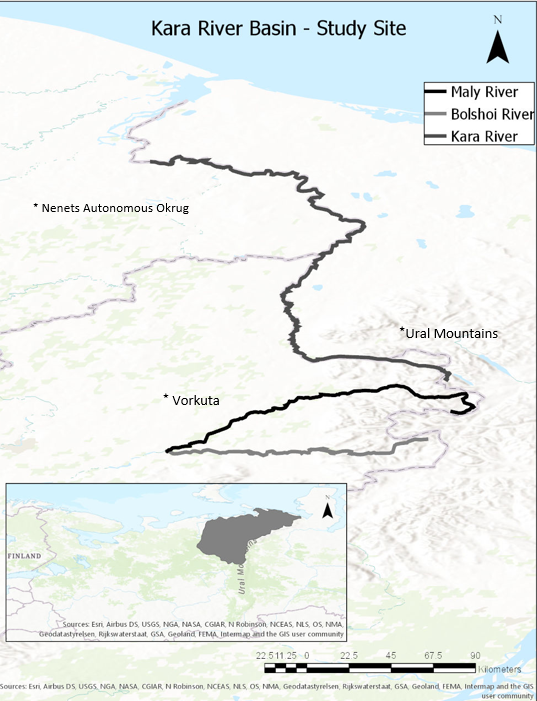 Kara River Basin - Study Site
N
Maly River
Bolshoi River
Kara River
* Nenets Autonomous Okrug
*Ural Mountains
* Vorkuta
N
FINLAND
Ural Mo
Sources: Esri, Airbus DS, USGS, NGA, NASA, CGIAR, N Robinson, NCEAS, NLS, OS, NMA,
Geodatastyrelsen, Rijkswaterstaat, GSA, Geoland, FEMA, Intermap and the GIS user community
22.511.25 0 22.5 45 67.5 90
Kilometers
Sources: Esri, Airbus DS, USGS, NGA, NASA, CGIAR, N Robinson, NCEAS, NLS, OS, NMA, Geodatastyrelsen, Rijkswaterstaat, GSA, Geoland, FEMA, Intermap and the GIS
user community